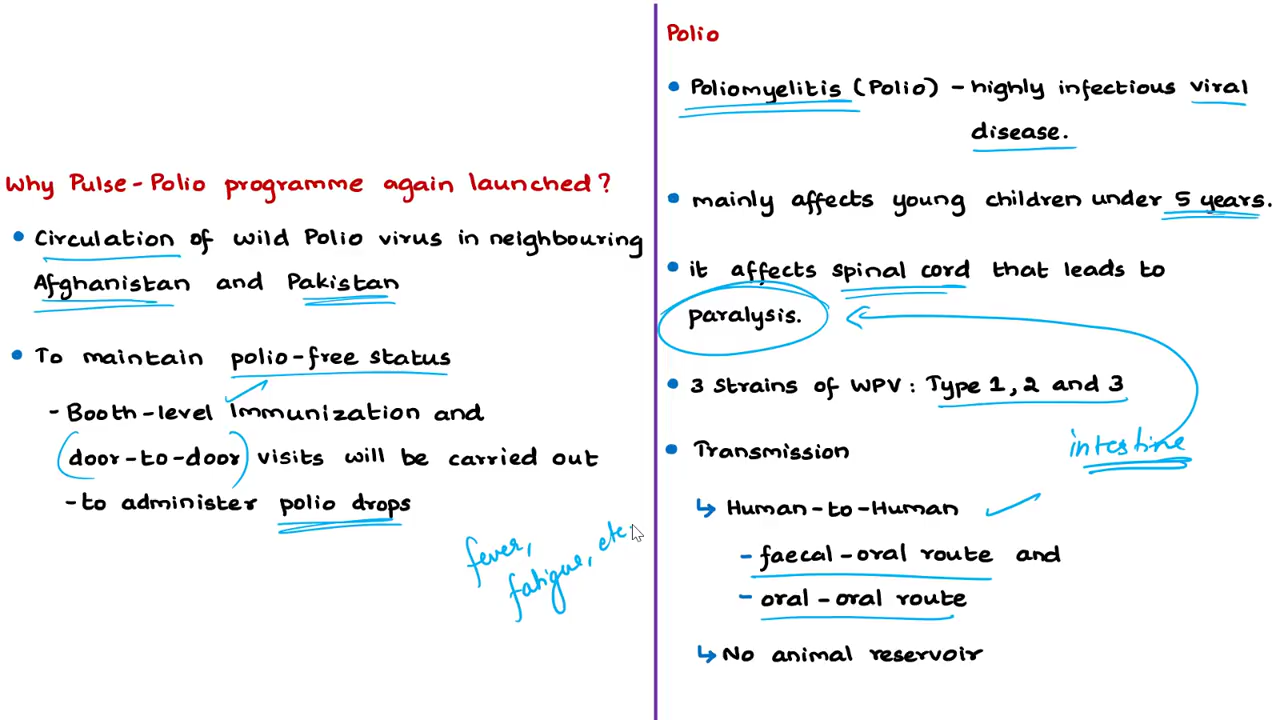 Why Pulse-Polio programme again launched?
• Circulation of wild Polio virus in neighbouring
Afghanistan and Pakistan
• To maintain polio-free status
- Booth-level Immunization and
door-to-door visits will be carried out
- to administer polio drops
fever,
fatigue, etc.
Polio
• Poliomyelitis (Polio) - highly infectious viral
disease.
• mainly affects young children under 5 years.
• it affects spinal cord that leads to
paralysis.
• 3 Strains of WPV: Type 1, 2 and 3
intestine
• Transmission
↳ Human-to-Human
- faecal-oral route and
- oral-oral route
↳ No animal reservoir